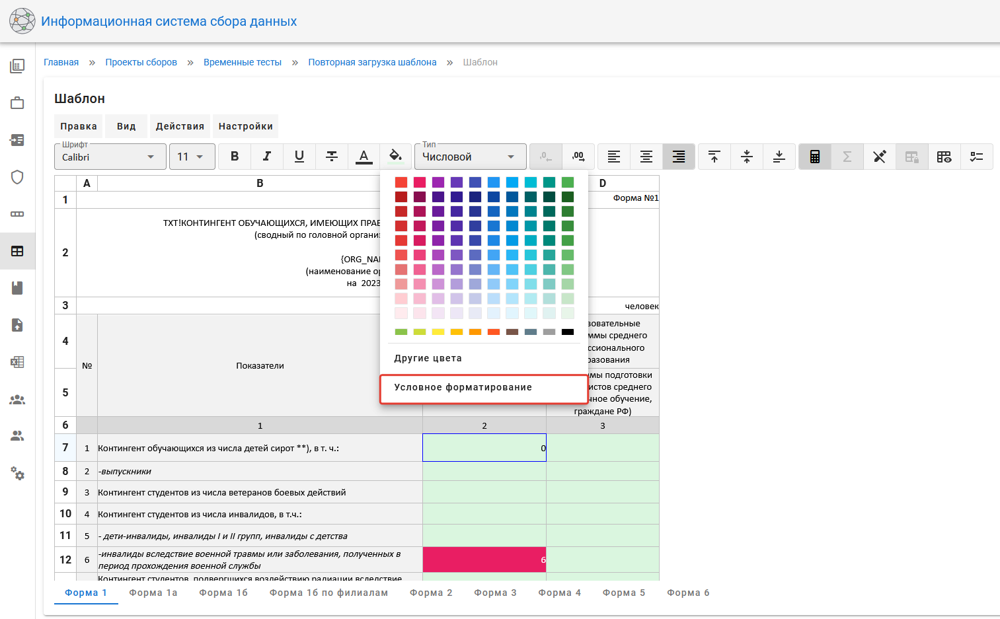 Информационная система сбора данных
Главная » Проекты сборов » Временные тесты » Повторная загрузка шаблона » Шаблон
Шаблон
Правка Вид Действия Настройки
Шрифт Тип
Calibri 11 B I U A Числовой .0 .00
A B D
1 Форма №1
2 TXT!КОНТИНГЕНТ ОБУЧАЮЩИХСЯ, ИМЕЮЩИХ ПРАВ
(сводный по головной организ
{ORG_NA
(наименование ор
на 2023
3 человек
4 зовательные
ммы среднего
ссионального
разования
№ Показатели
Другие цвета
Условное форматирование
5 мы подготовки
истов среднего
нное обучение,
граждане РФ)
6 1 2 3
7 1 Контингент обучающихся из числа детей сирот **), в т. ч.: 0
8 2 -выпускники
9 3 Контингент студентов из числа ветеранов боевых действий
10 4 Контингент студентов из числа инвалидов, в т.ч.:
11 5 - дети-инвалиды, инвалиды I и II групп, инвалиды с детства
12 6 -инвалиды вследствие военной травмы или заболевания, полученных в 6
период прохождения военной службы
Контингент студентов, подвергшихся воздействию радиации вследствие
Форма 1 Форма 1а Форма 1б Форма 1б по филиалам Форма 2 Форма 3 Форма 4 Форма 5 Форма 6